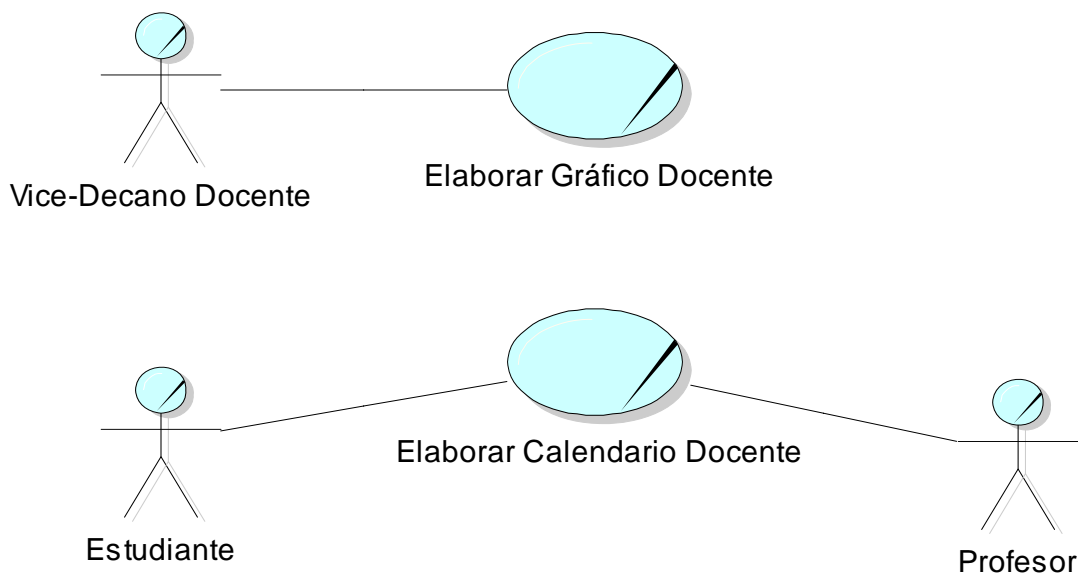 Vice-Decano Docente
Elaborar Gráfico Docente
Elaborar Calendario Docente
Estudiante
Profesor